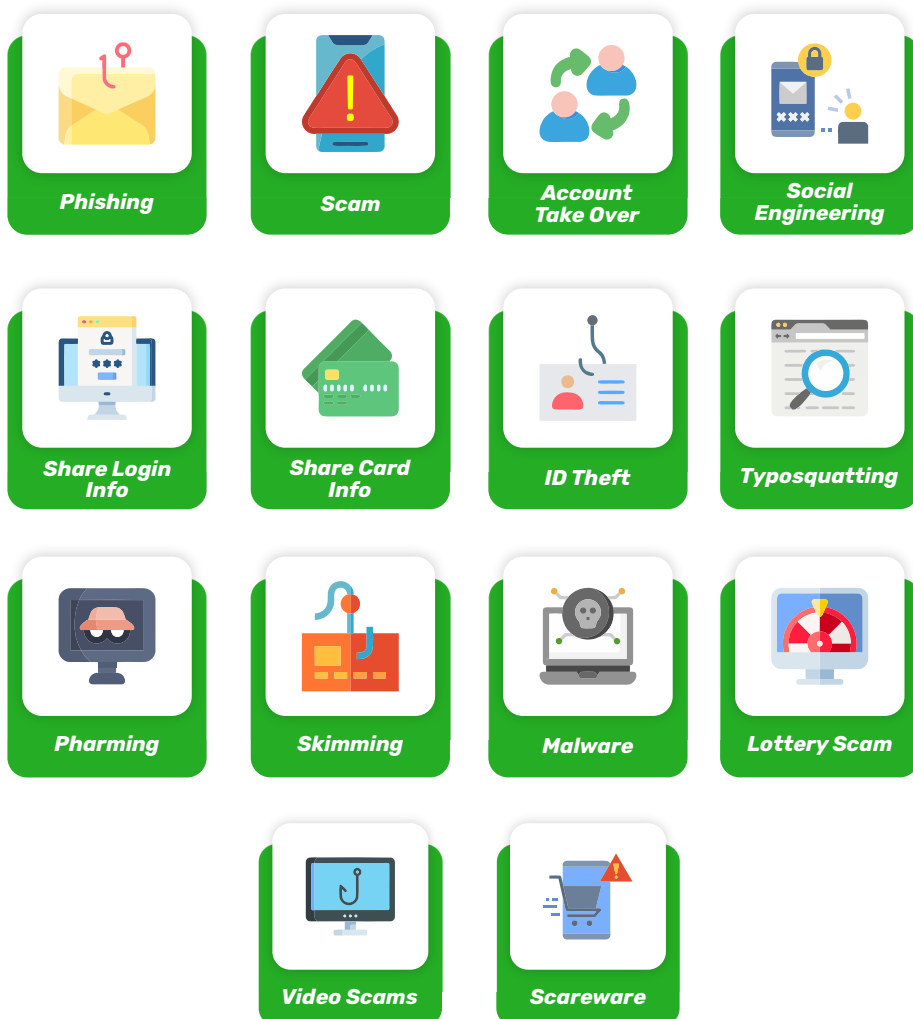 Phishing
Scam
Account
Take Over
Social
Engineering
Share Login
Info
Share Card
Info
ID Theft
Typosquatting
Pharming
Skimming
Malware
Lottery Scam
Video Scams
Scareware